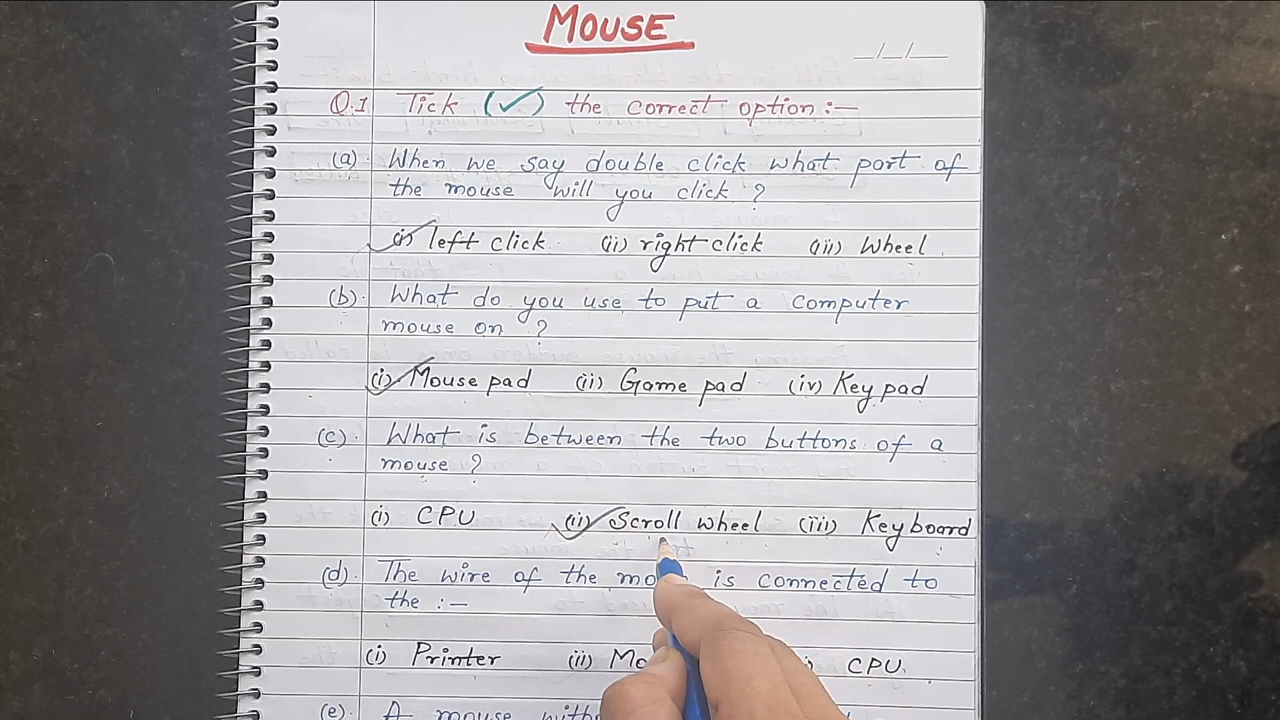 MOUSE
_/_/__
Q.1 Tick (✓) the correct option:—
(a). When we say double click what part of
the mouse will you click ?
(i) left click. (ii) right click (iii) Wheel.
(b). What do you use to put a computer
mouse on ?
(i) Mouse pad (ii) Game pad (iv) Key pad
(c). What is between the two buttons of a
mouse ?
(i) CPU (ii) Scroll wheel (iii) Keyboard
(d). The wire of the is connected to
the :—
(i) Printer (ii) CPU.
(e). A mouse